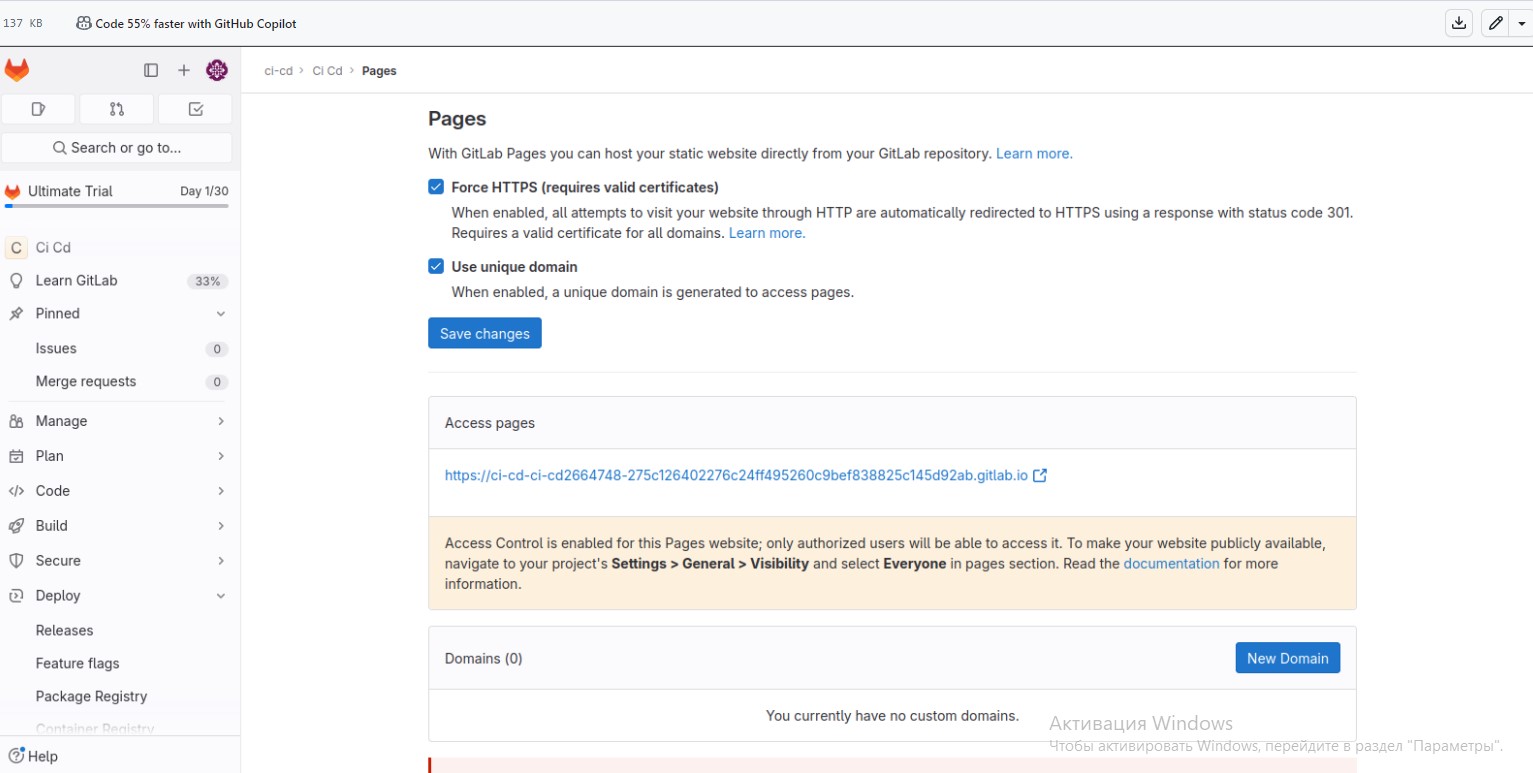 137 KB
Code 55% faster with GitHub Copilot
ci-cd > Ci Cd > Pages
Search or go to...
Ultimate Trial Day 1/30
C Ci Cd
Learn GitLab 33%
Pinned
Issues 0
Merge requests 0
Manage
Plan
Code
Build
Secure
Deploy
Releases
Feature flags
Package Registry
Container Registry
Help
Pages
With GitLab Pages you can host your static website directly from your GitLab repository. Learn more.
Force HTTPS (requires valid certificates)
When enabled, all attempts to visit your website through HTTP are automatically redirected to HTTPS using a response with status code 301.
Requires a valid certificate for all domains. Learn more.
Use unique domain
When enabled, a unique domain is generated to access pages.
Save changes
Access pages
https://ci-cd-ci-cd2664748-275c126402276c24ff495260c9bef838825c145d92ab.gitlab.io
Access Control is enabled for this Pages website; only authorized users will be able to access it. To make your website publicly available,
navigate to your project's Settings > General > Visibility and select Everyone in pages section. Read the documentation for more
information.
Domains (0)
New Domain
You currently have no custom domains.
Активация Windows
Чтобы активировать Windows, перейдите в раздел "Параметры".